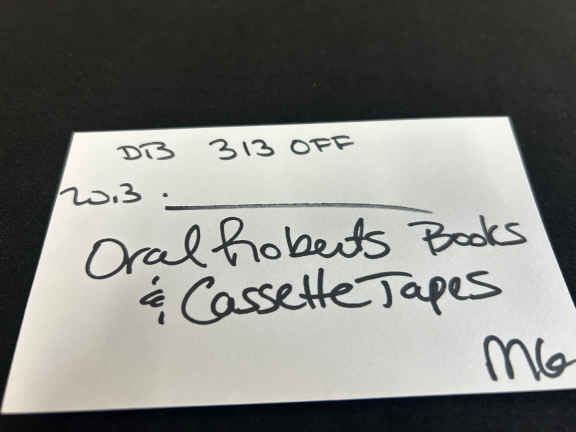 DB 313 OFF
20.3.
Oral Roberts Books
& Cassette Tapes
MG